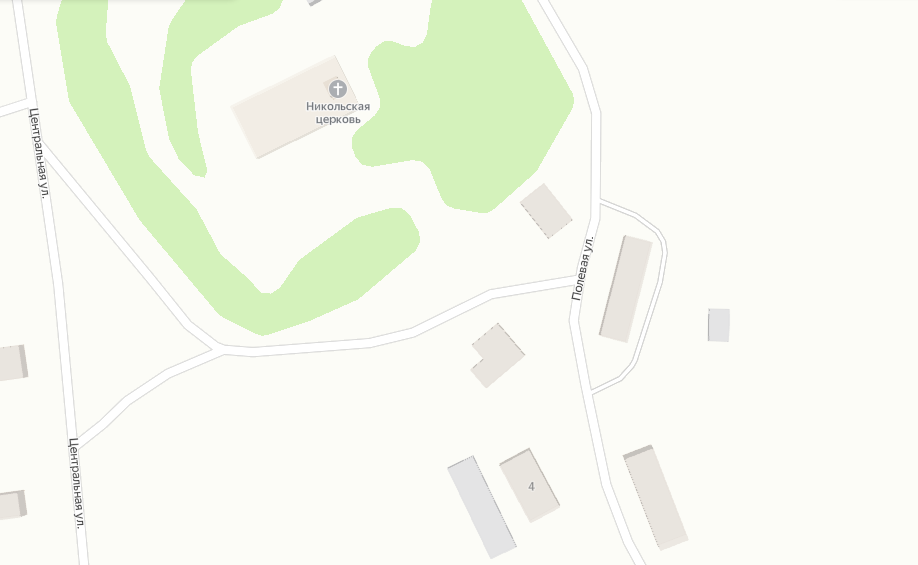 Никольская
церковь
Центральная ул.
Полевая ул.
Центральная ул.
4